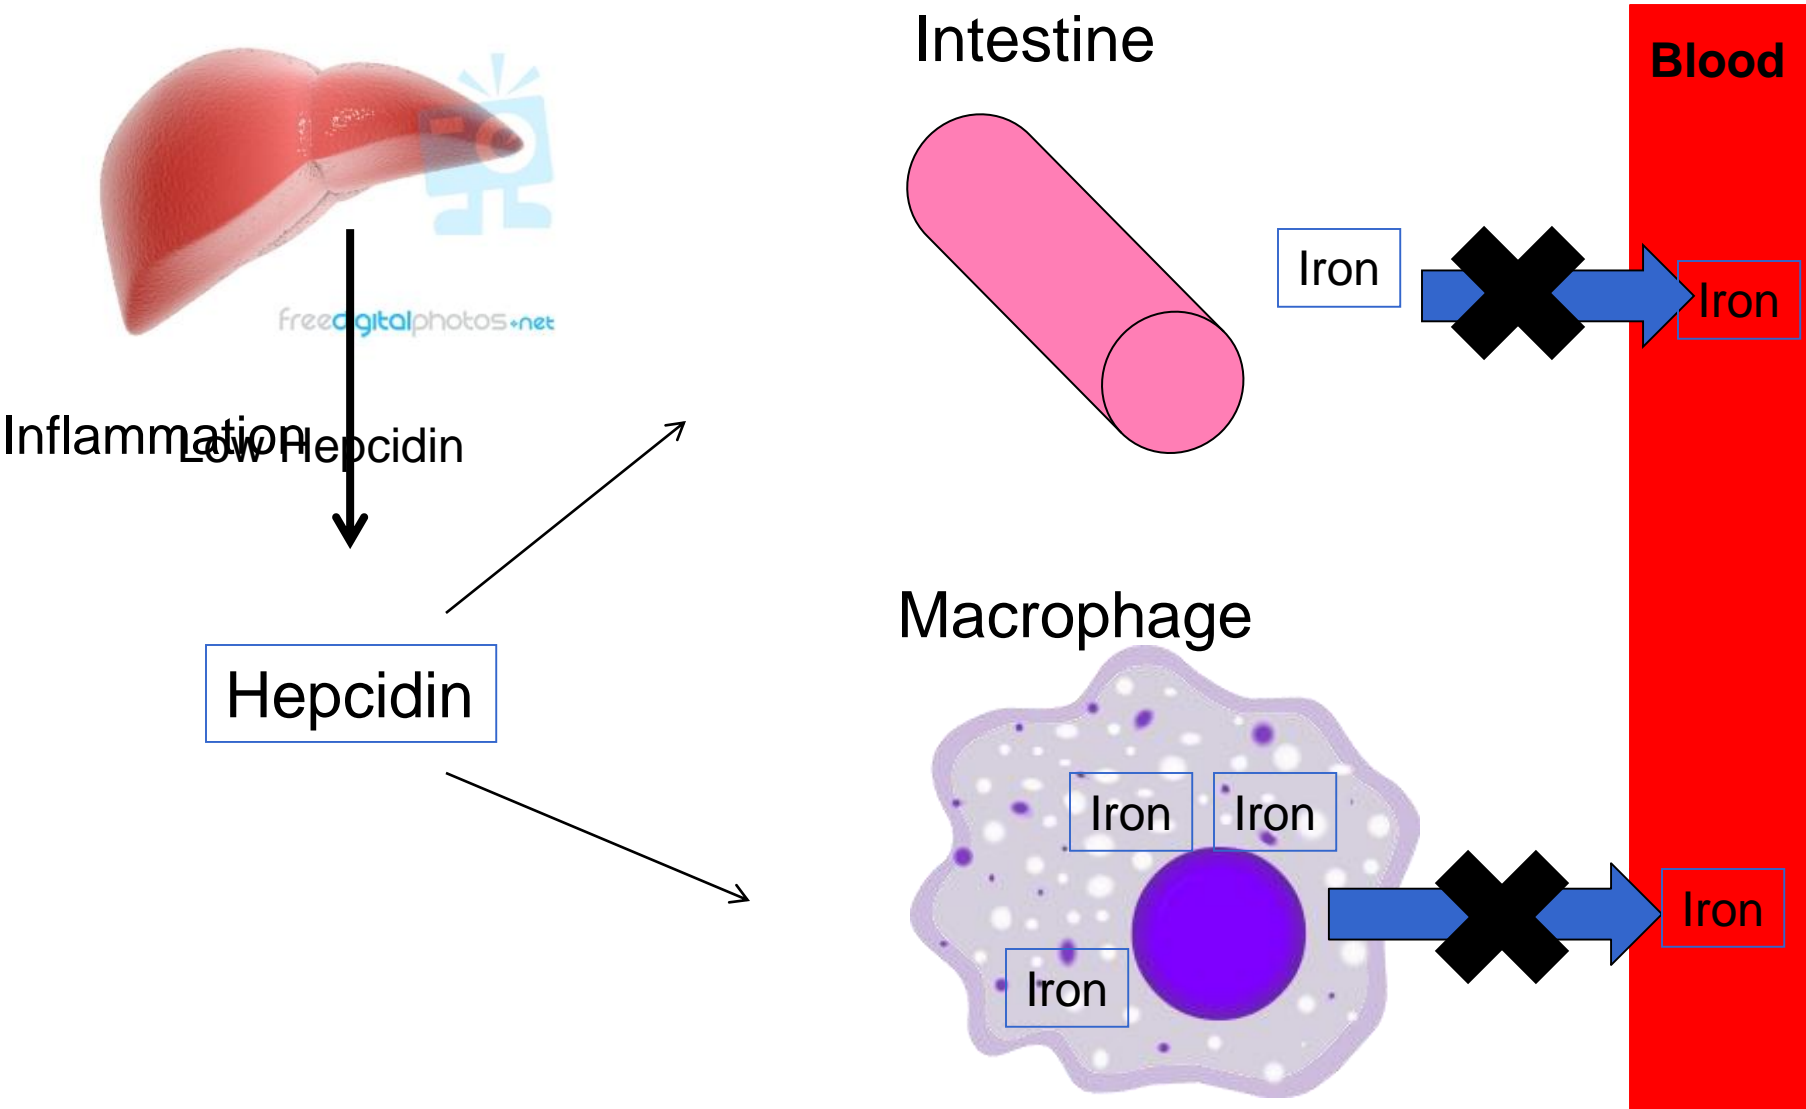 Intestine
Blood
Iron
Iron
freedigitalphotos.net
Inflammation
Low Hepcidin
Hepcidin
Macrophage
Iron
Iron
Iron
Iron